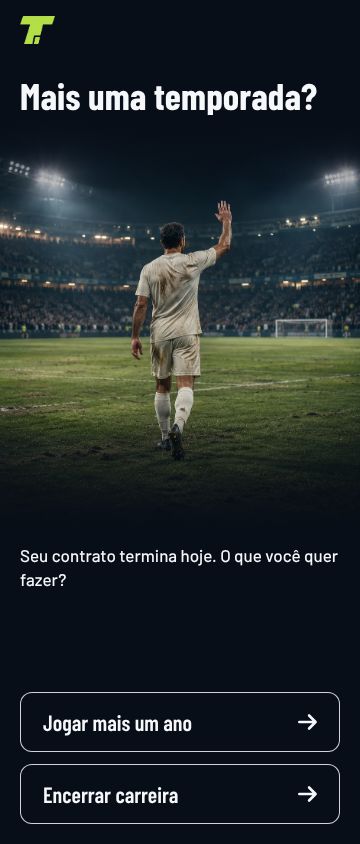 Mais uma temporada?
Seu contrato termina hoje. O que você quer
fazer?
Jogar mais um ano
Encerrar carreira